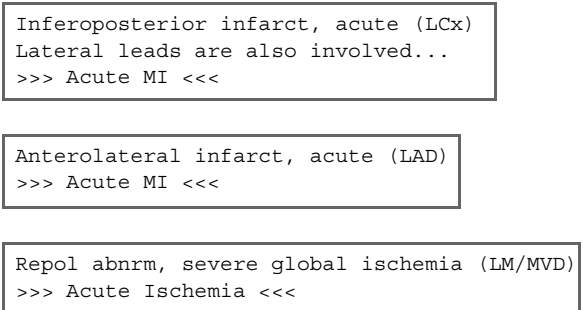 Inferoposterior infarct, acute (LCx)
Lateral leads are also involved...
>>> Acute MI <<<
Anterolateral infarct, acute (LAD)
>>> Acute MI <<<
Repol abnrm, severe global ischemia (LM/MVD)
>>> Acute Ischemia <<<